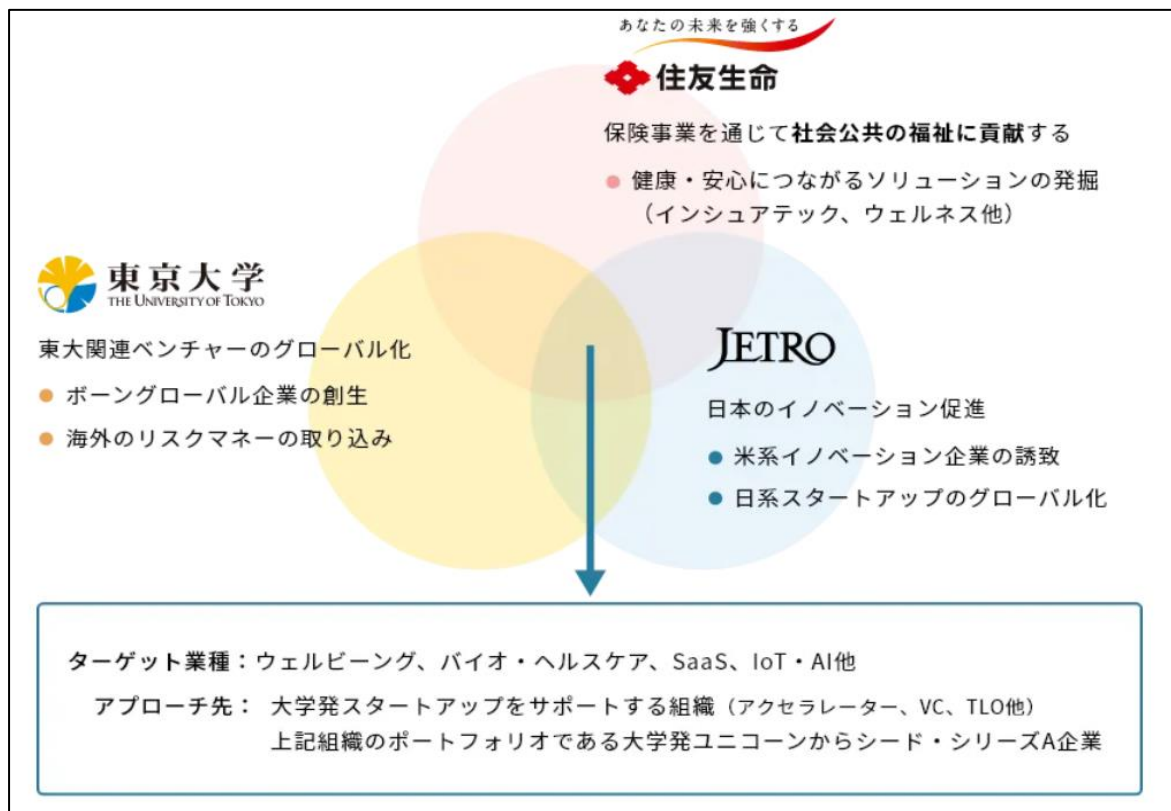 あなたの未来を強くする
住友生命
保険事業を通じて社会公共の福祉に貢献する
● 健康・安心につながるソリューションの発掘
（インシュアテック、ウェルネス他）
東京大学
THE UNIVERSITY OF TOKYO
東大関連ベンチャーのグローバル化
● ボーングローバル企業の創生
● 海外のリスクマネーの取り込み
JETRO
日本のイノベーション促進
● 米系イノベーション企業の誘致
● 日系スタートアップのグローバル化
ターゲット業種：ウェルビーング、バイオ・ヘルスケア、SaaS、IoT・AI他
アプローチ先： 大学発スタートアップをサポートする組織（アクセラレーター、VC、TLO他）
上記組織のポートフォリオである大学発ユニコーンからシード・シリーズA企業